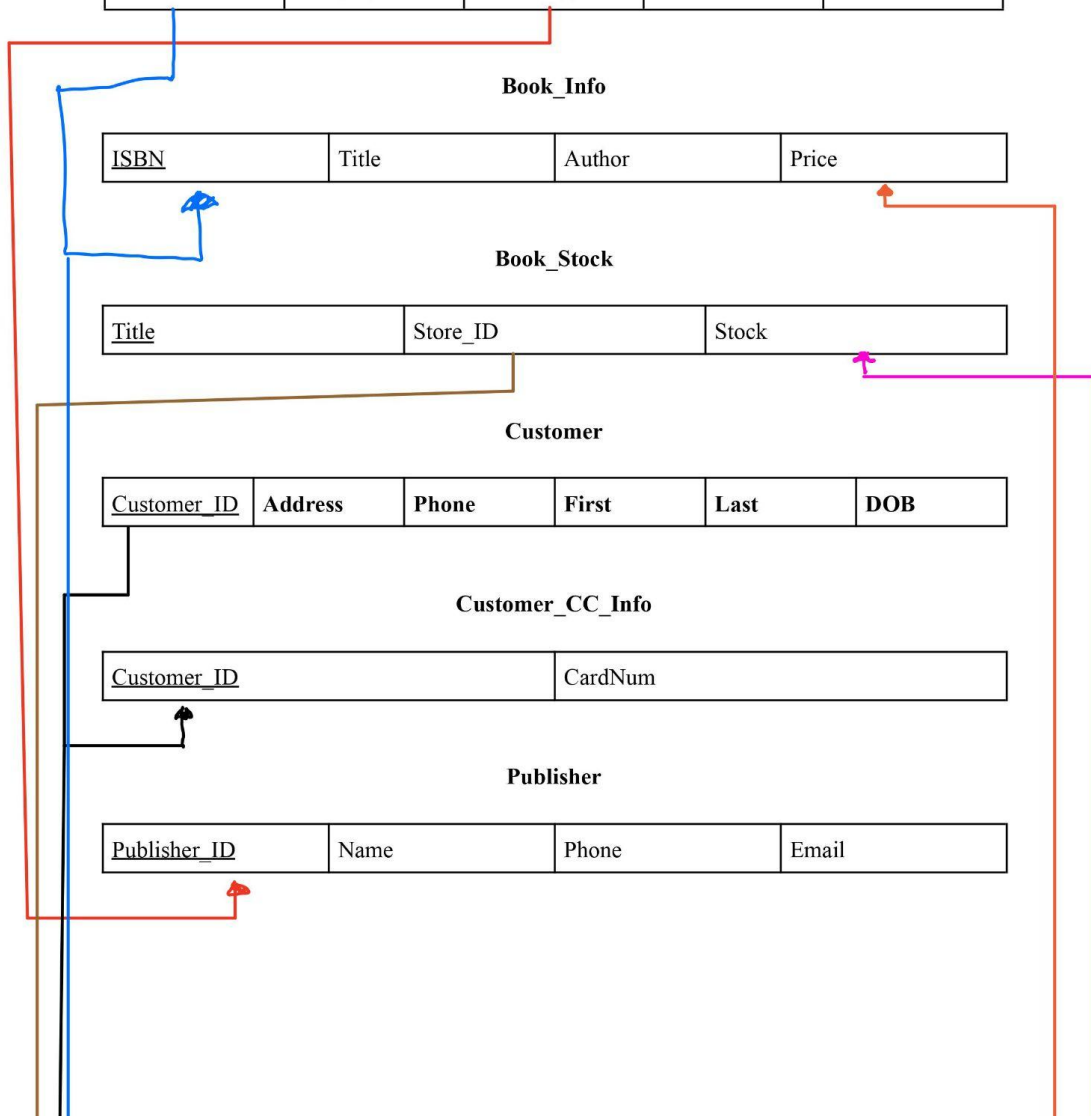 Book_Info
ISBN Title Author Price
Book_Stock
Title Store_ID Stock
Customer
Customer_ID Address Phone First Last DOB
Customer_CC_Info
Customer_ID CardNum
Publisher
Publisher_ID Name Phone Email